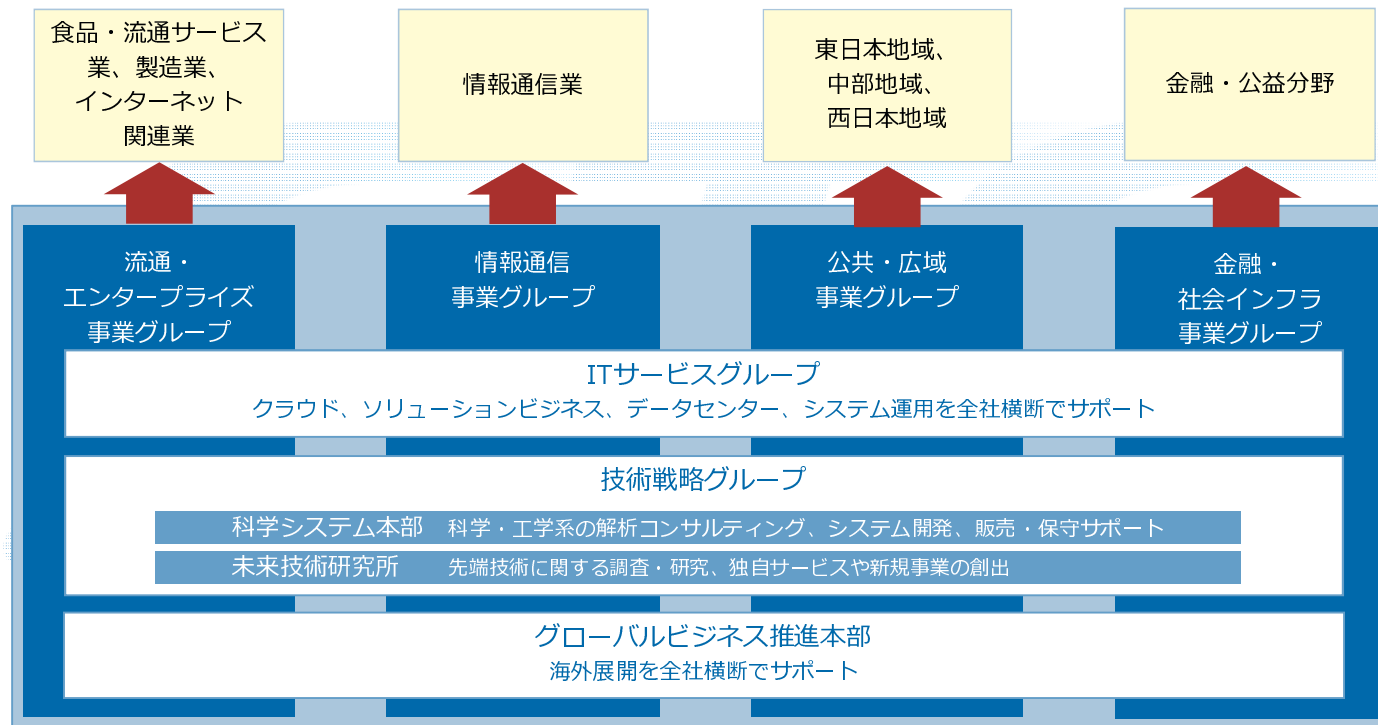 食品・流通サービス
業、製造業、
インターネット
関連業
情報通信業
東日本地域、
中部地域、
西日本地域
金融・公益分野
流通・
エンタープライズ
事業グループ
情報通信
事業グループ
公共・広域
事業グループ
金融・
社会インフラ
事業グループ
ITサービスグループ
クラウド、ソリューションビジネス、データセンター、システム運用を全社横断でサポート
技術戦略グループ
科学システム本部 科学・工学系の解析コンサルティング、システム開発、販売・保守サポート
未来技術研究所 先端技術に関する調査・研究、独自サービスや新規事業の創出
グローバルビジネス推進本部
海外展開を全社横断でサポート